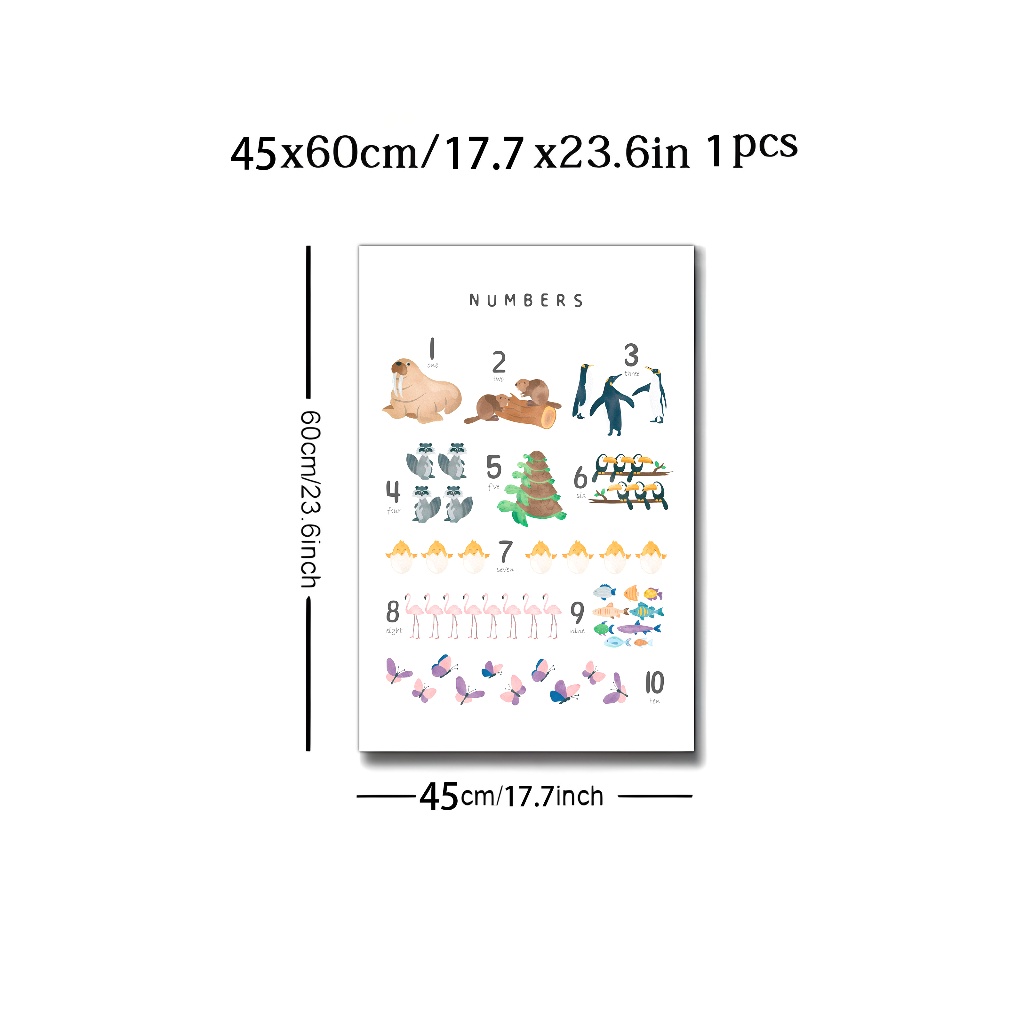 45x60cm/17.7 x23.6in 1pcs
60cm/23.6inch
NUMBERS
1
one
2
two
3
three
4
four
5
five
6
six
7
seven
8
eight
9
nine
10
ten
45cm/17.7inch